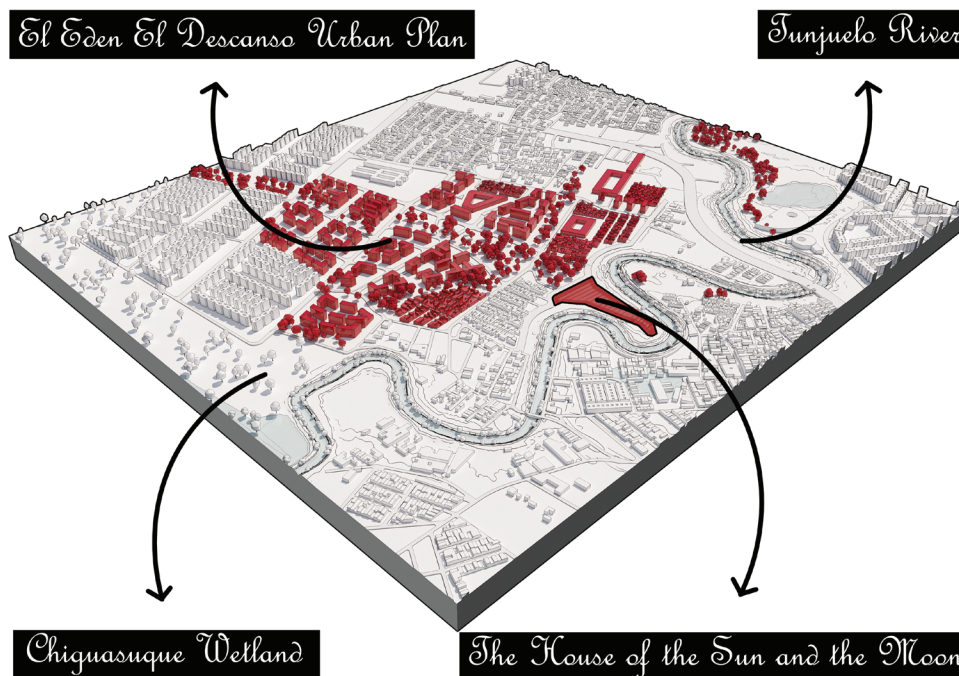 El Eden El Descanso Urban Plan
Tunjuelo River
Chiguasuque Wetland
The House of the Sun and the Moon